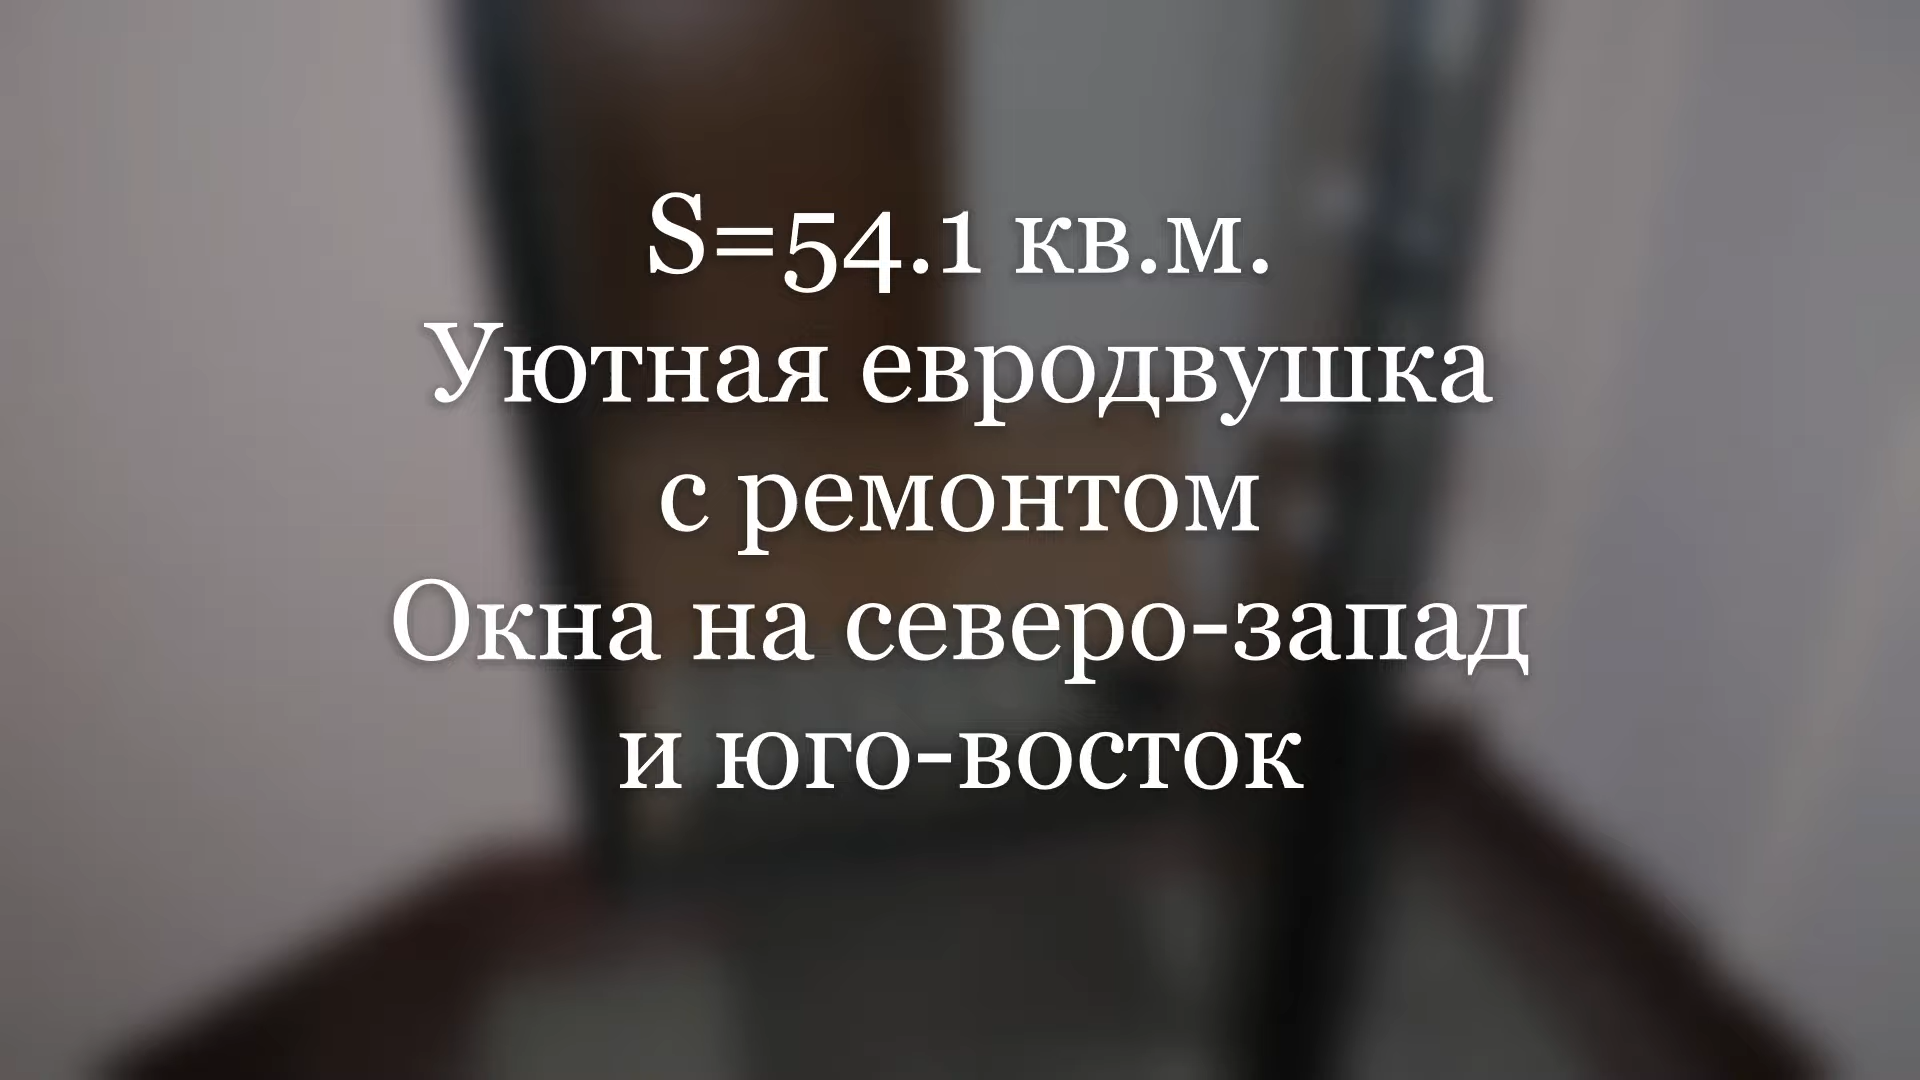 S=54.1 кв.м.
Уютная евродвушка
с ремонтом
Окна на северо-запад
и юго-восток